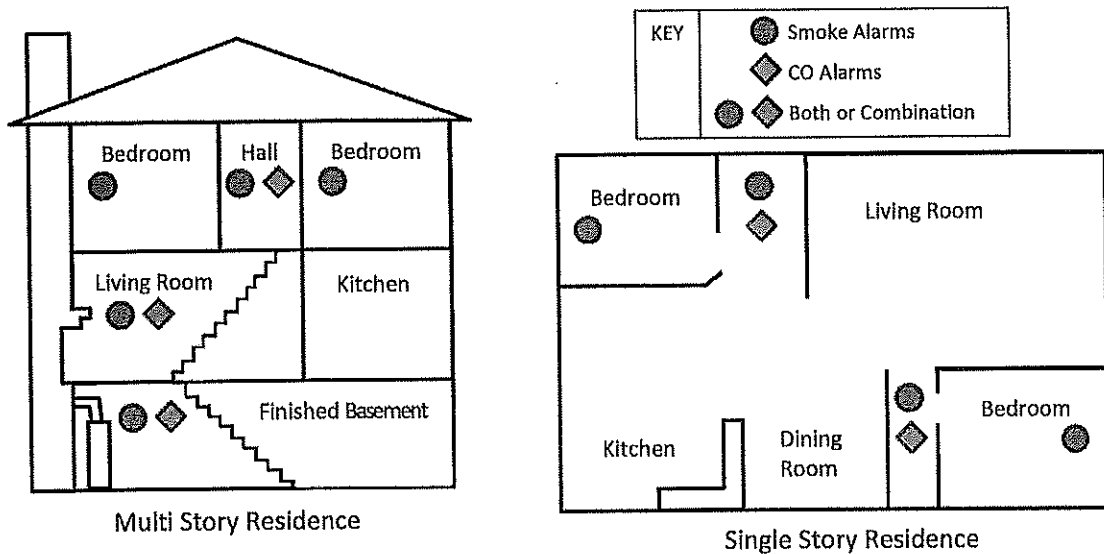 KEY
Smoke Alarms
CO Alarms
Both or Combination
Bedroom
Hall
Bedroom
Living Room
Kitchen
Finished Basement
Multi Story Residence
Bedroom
Living Room
Kitchen
Dining
Room
Bedroom
Single Story Residence